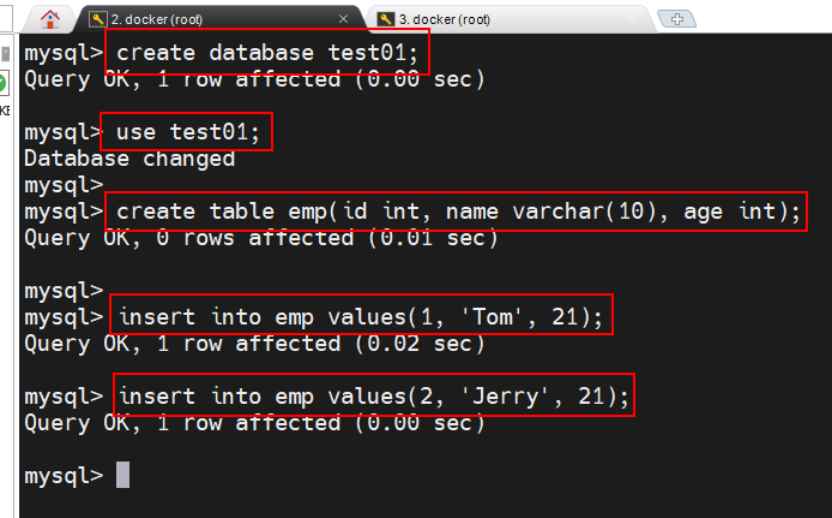 2. docker (root)
3. docker (root)
KE
mysql> create database test01;
Query OK, 1 row affected (0.00 sec)
mysql> use test01;
Database changed
mysql>
mysql> create table emp(id int, name varchar(10), age int);
Query OK, 0 rows affected (0.01 sec)
mysql>
mysql> insert into emp values(1, 'Tom', 21);
Query OK, 1 row affected (0.02 sec)
mysql> insert into emp values(2, 'Jerry', 21);
Query OK, 1 row affected (0.00 sec)
mysql>